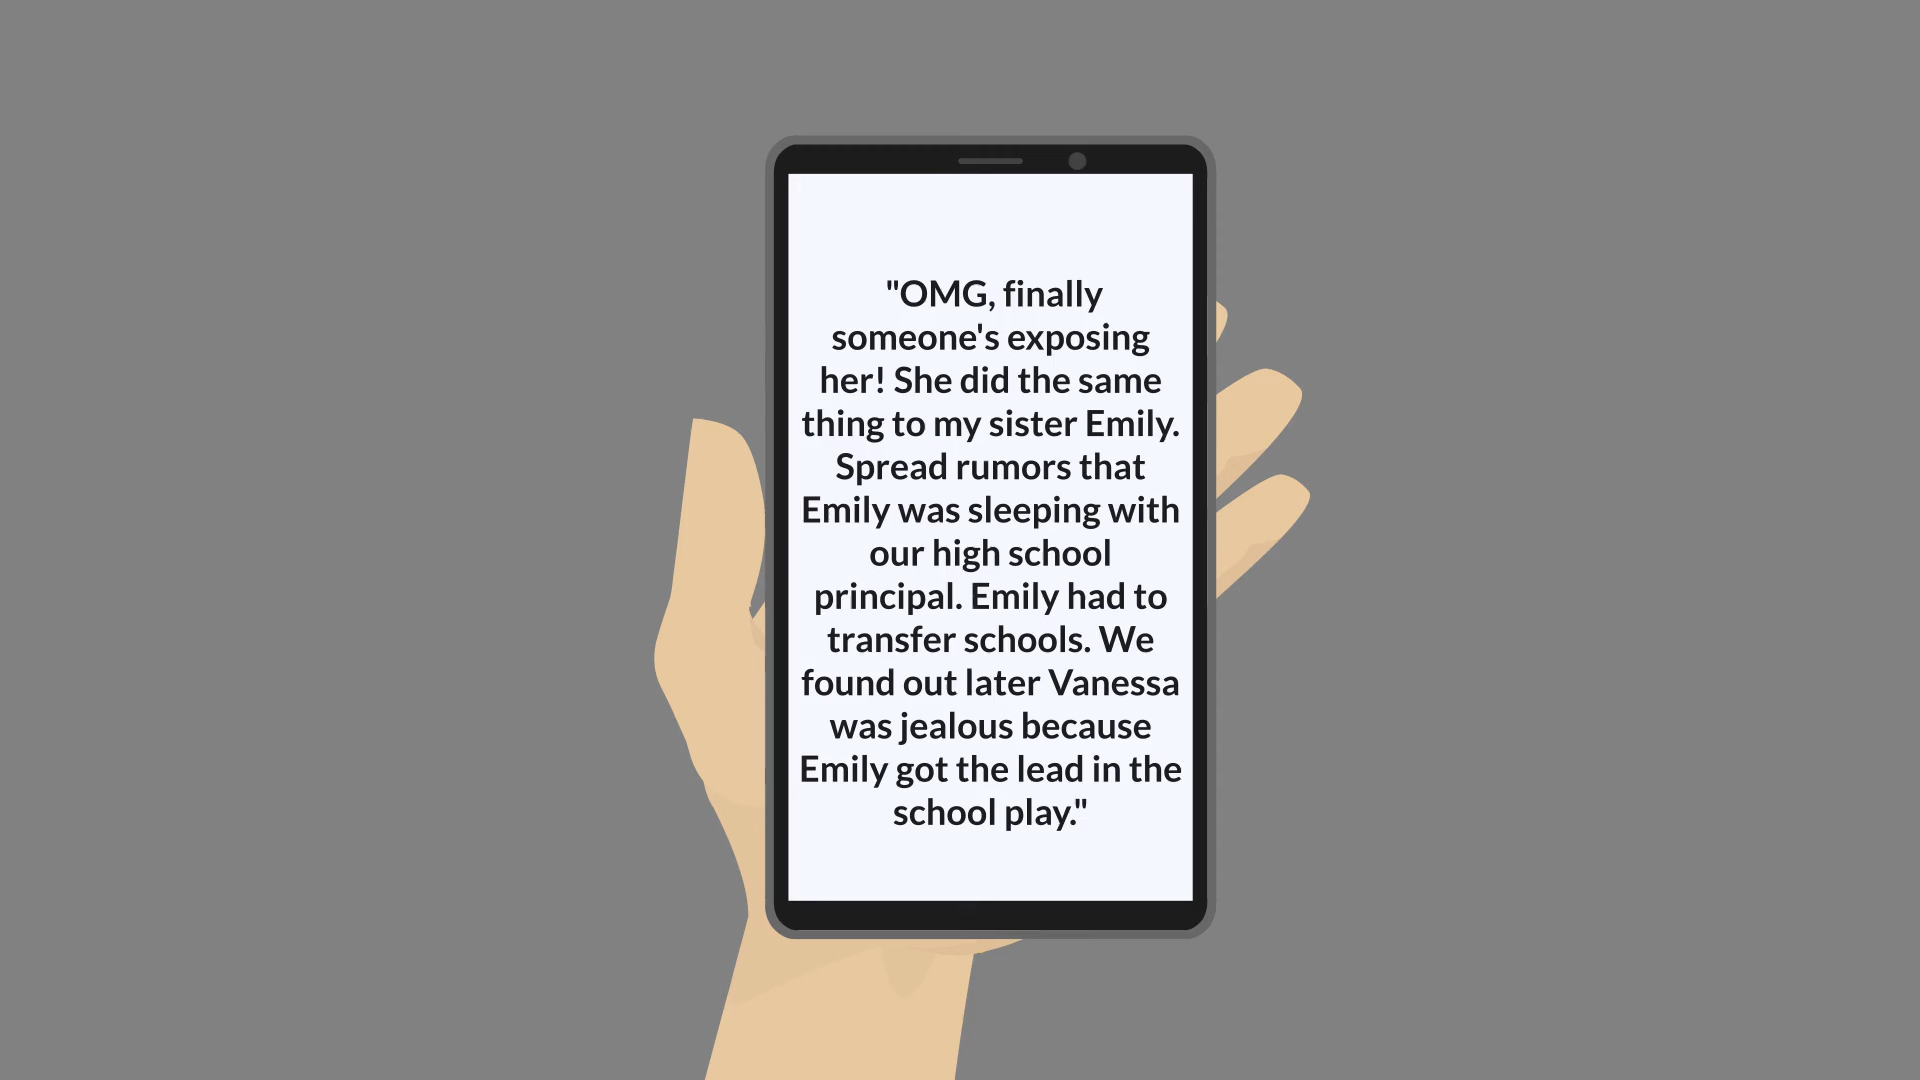 "OMG, finally
someone's exposing
her! She did the same
thing to my sister Emily.
Spread rumors that
Emily was sleeping with
our high school
principal. Emily had to
transfer schools. We
found out later Vanessa
was jealous because
Emily got the lead in the
school play."